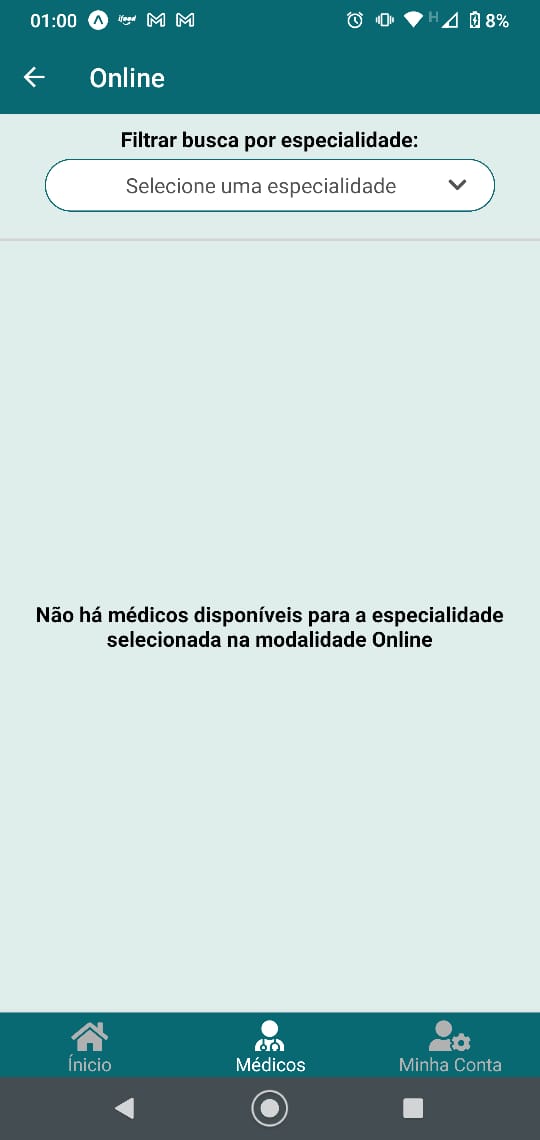 01:00 ifood H 8%
Online
Filtrar busca por especialidade:
Selecione uma especialidade
Não há médicos disponíveis para a especialidade
selecionada na modalidade Online
Ínicio Médicos Minha Conta